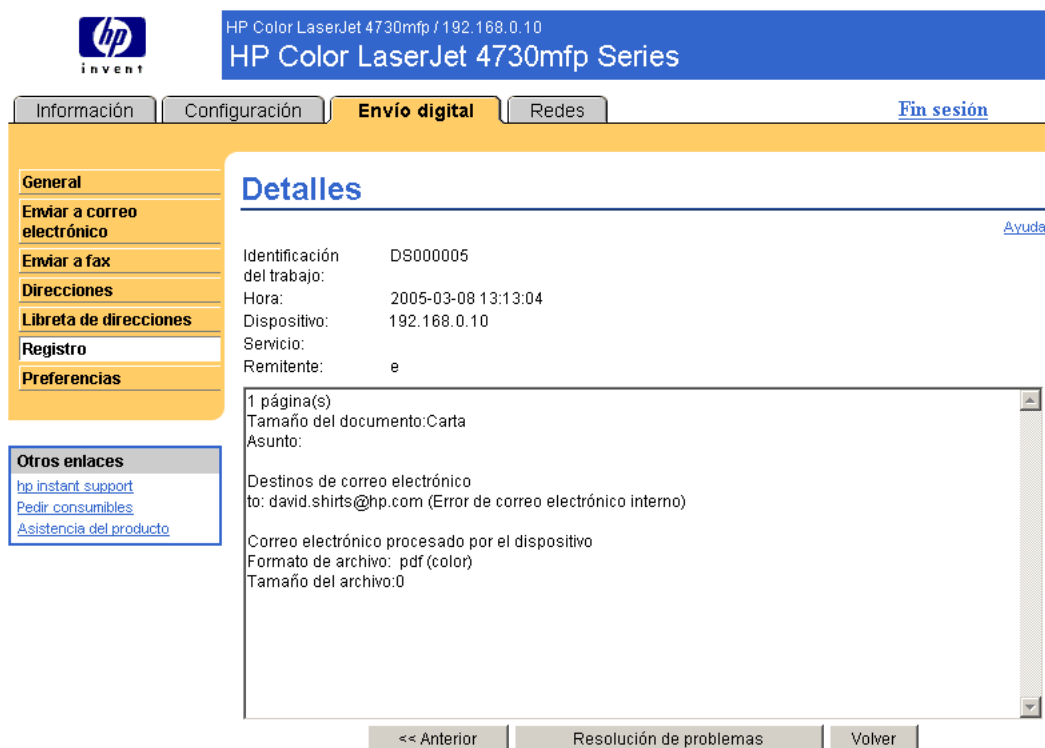 hp
invent
HP Color LaserJet 4730mfp / 192.168.0.10
HP Color LaserJet 4730mfp Series
Información Configuración Envío digital Redes Fin sesión
General
Enviar a correo
electrónico
Enviar a fax
Direcciones
Libreta de direcciones
Registro
Preferencias
Otros enlaces
hp instant support
Pedir consumibles
Asistencia del producto
Detalles
Ayuda
Identificación DS000005
del trabajo:
Hora: 2005-03-08 13:13:04
Dispositivo: 192.168.0.10
Servicio:
Remitente: e
1 página(s)
Tamaño del documento:Carta
Asunto:
Destinos de correo electrónico
to: david.shirts@hp.com (Error de correo electrónico interno)
Correo electrónico procesado por el dispositivo
Formato de archivo: pdf (color)
Tamaño del archivo:0
<< Anterior Resolución de problemas Volver